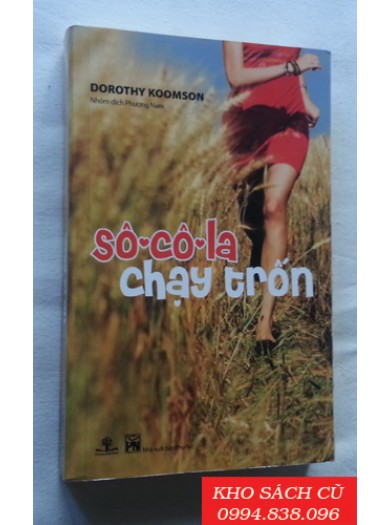 DOROTHY KOOMSON
Nhóm dịch Phương Nam
sô•cô•la
chạy trốn
KHO SÁCH CŨ
0994.838.096